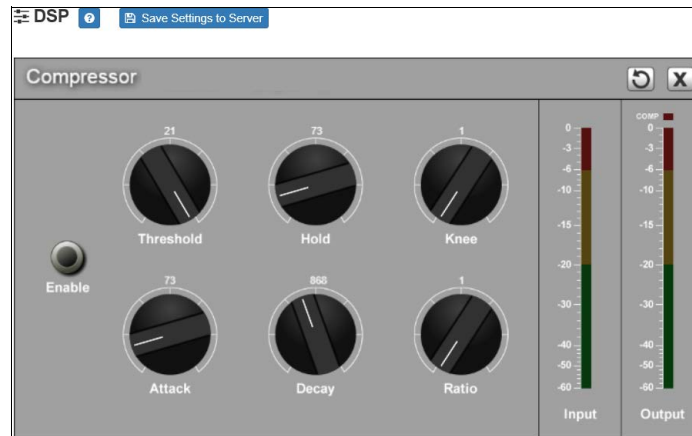 DSP ? Save Settings to Server
Compressor X
21 73 1
Threshold Hold Knee
Enable
73 868 1
Attack Decay Ratio
COMP
0 0
-3 -3
-6 -6
-10 -10
-15 -15
-20 -20
-30 -30
-40 -40
-50 -50
-60 -60
Input Output